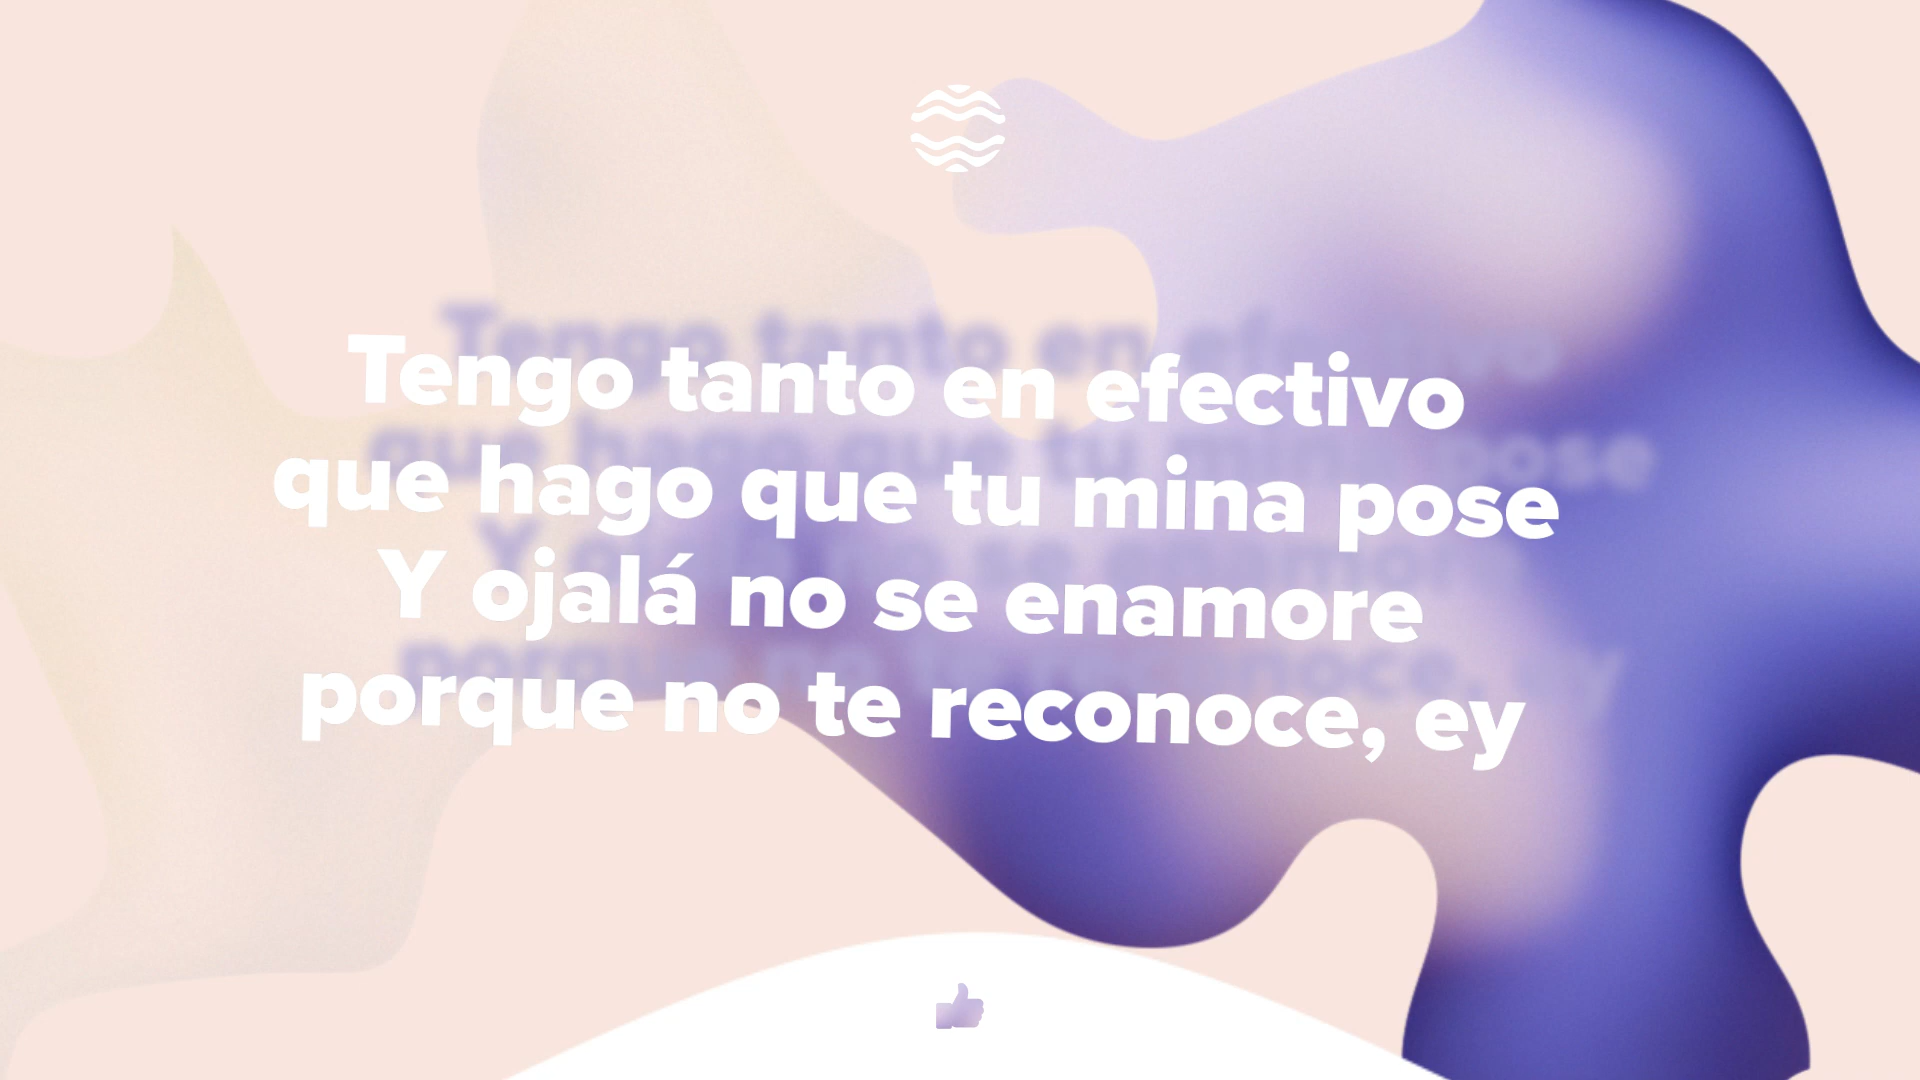 Tengo tanto en efectivo
que hago que tu mina pose
Y ojalá no se enamore
porque no te reconoce, ey